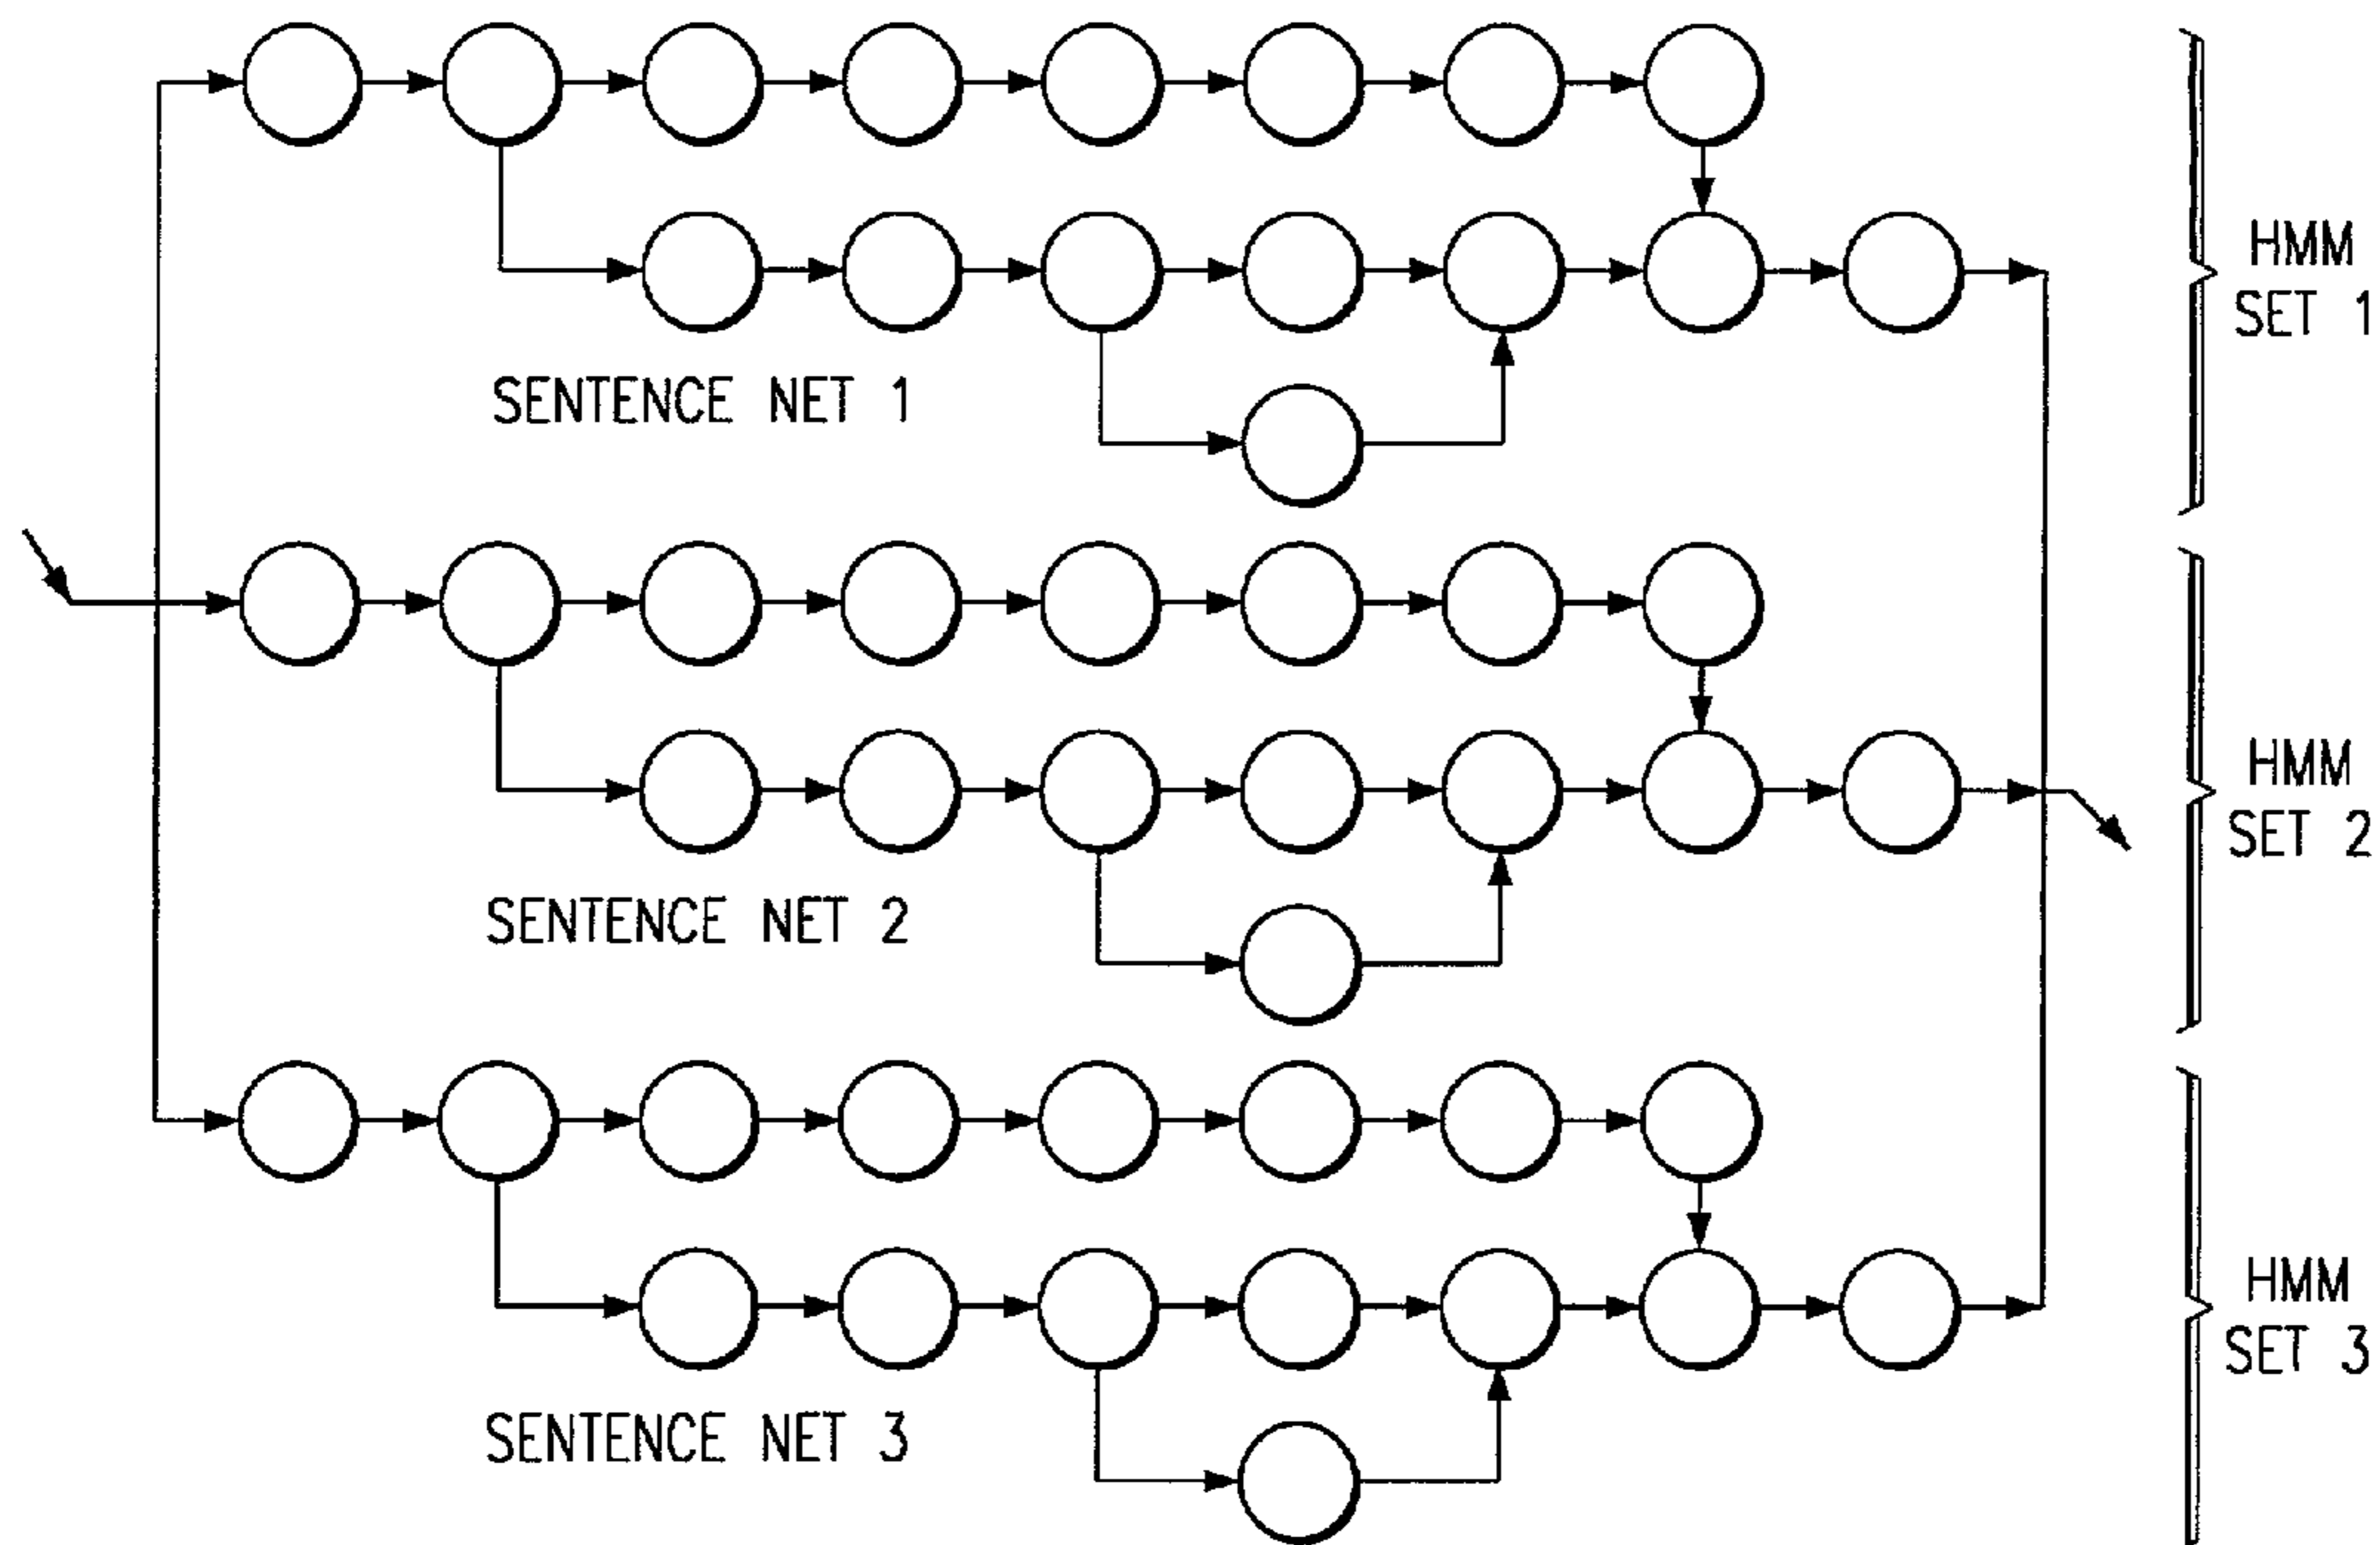 HMM
SET 1
SENTENCE NET 1
HMM
SET 2
SENTENCE NET 2
HMM
SET 3
SENTENCE NET 3